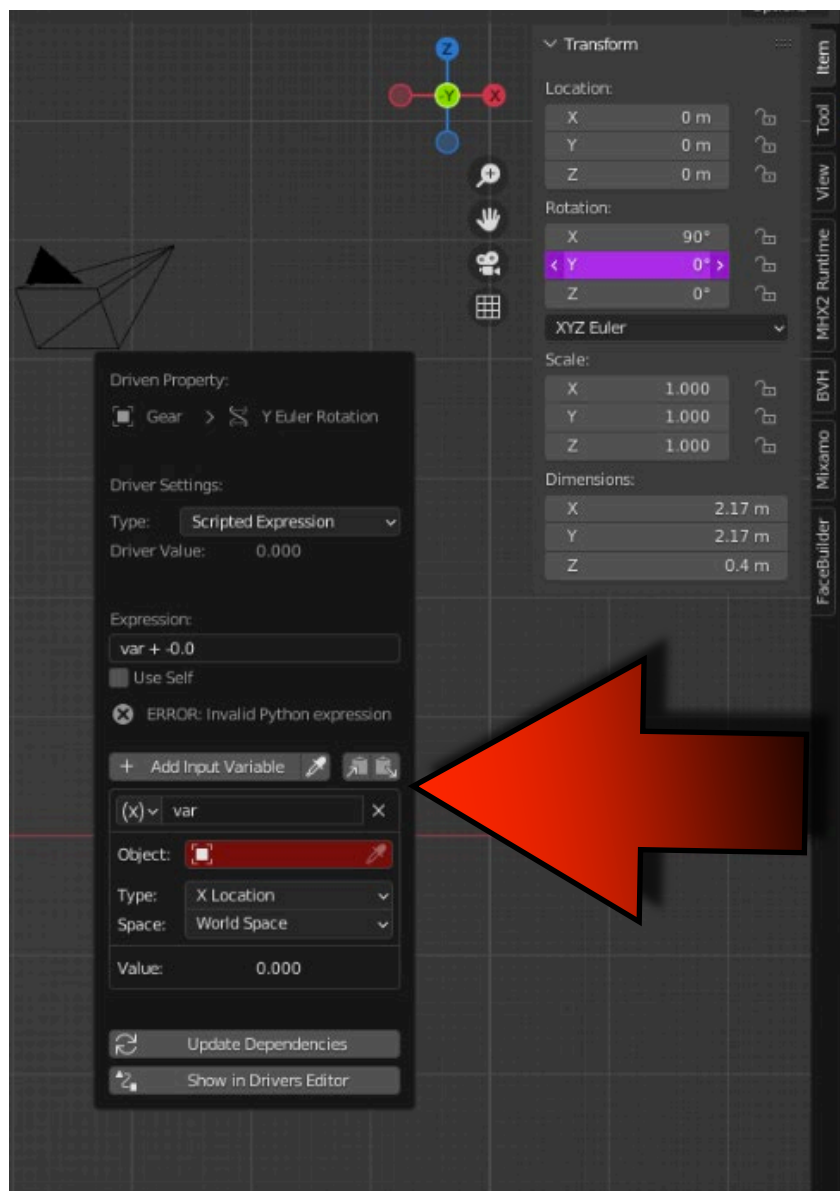 Z
-Y
X
Transform
Location:
X 0 m
Y 0 m
Z 0 m
Rotation:
X 90°
Y 0°
Z 0°
XYZ Euler
Scale:
X 1.000
Y 1.000
Z 1.000
Dimensions:
X 2.17 m
Y 2.17 m
Z 0.4 m
Item
Tool
View
MHX2 Runtime
BVH
Mixamo
FaceBuilder
Driven Property:
Gear > Y Euler Rotation
Driver Settings:
Type: Scripted Expression
Driver Value: 0.000
Expression:
var + -0.0
Use Self
ERROR: Invalid Python expression
+ Add Input Variable
(x) var
Object:
Type: X Location
Space: World Space
Value: 0.000
Update Dependencies
Show in Drivers Editor